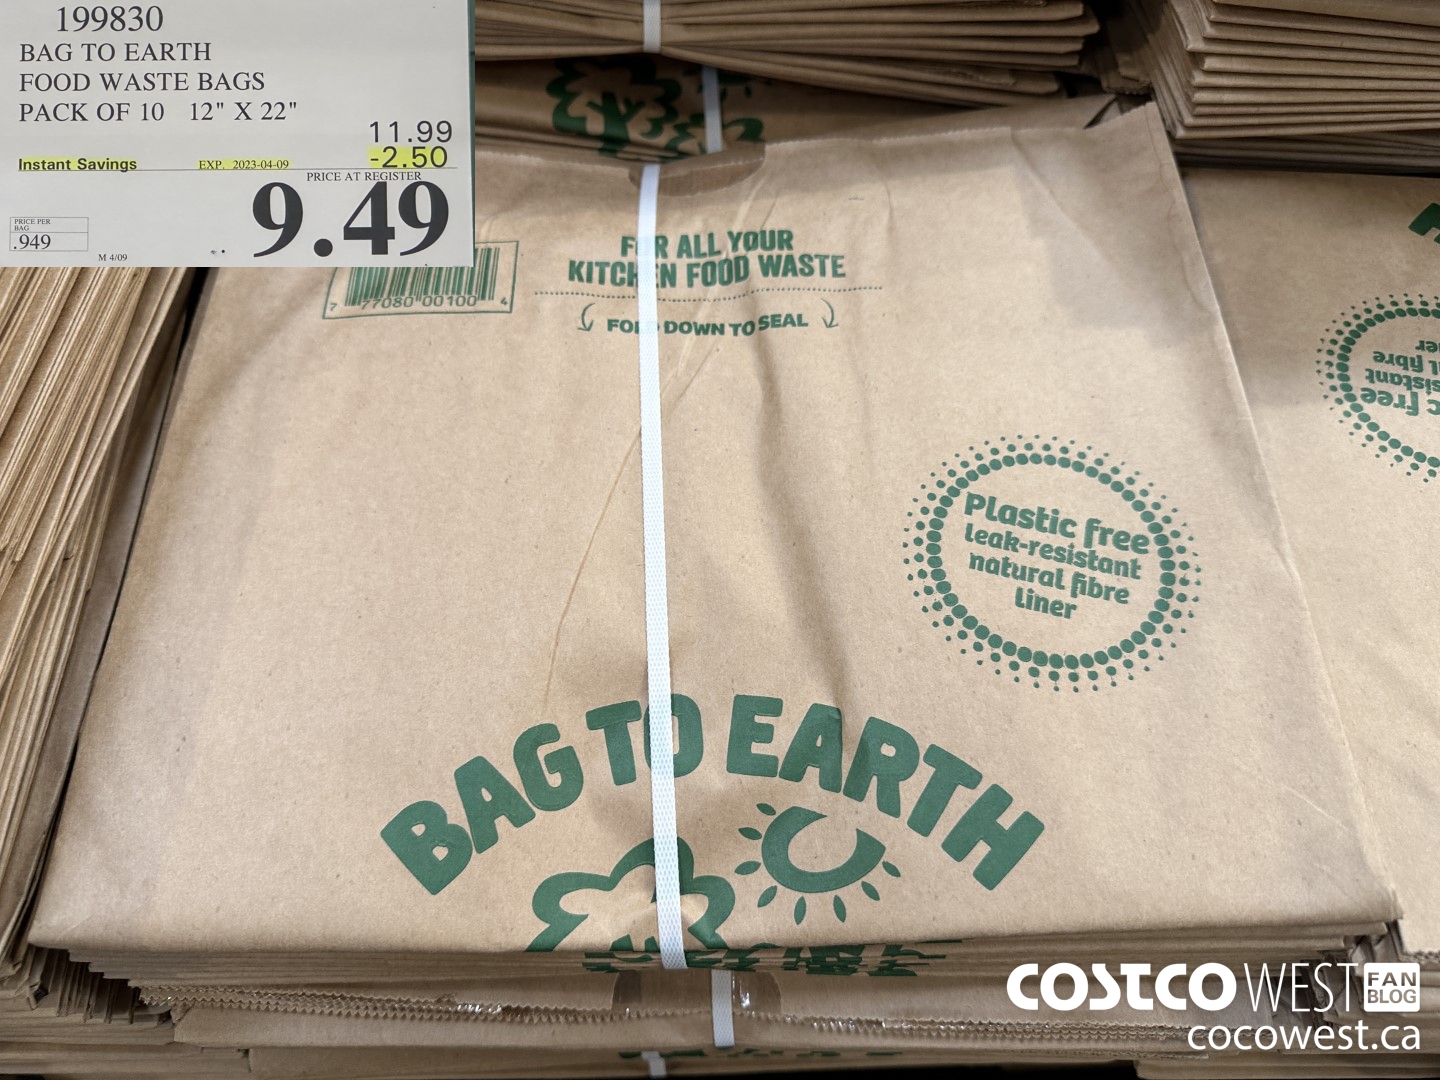 199830
BAG TO EARTH
FOOD WASTE BAGS
PACK OF 10 12" X 22"
11.99
Instant Savings EXP. 2023-04-09 -2.50
PRICE AT REGISTER
9.49
PRICE PER
BAG
.949
M 4/09
7 77080 00100 4
FOR ALL YOUR
KITCHEN FOOD WASTE
FOLD DOWN TO SEAL
Plastic free
leak-resistant
natural fibre
liner
BAG TO EARTH
COSTCO WEST FAN BLOG
cocowest.ca